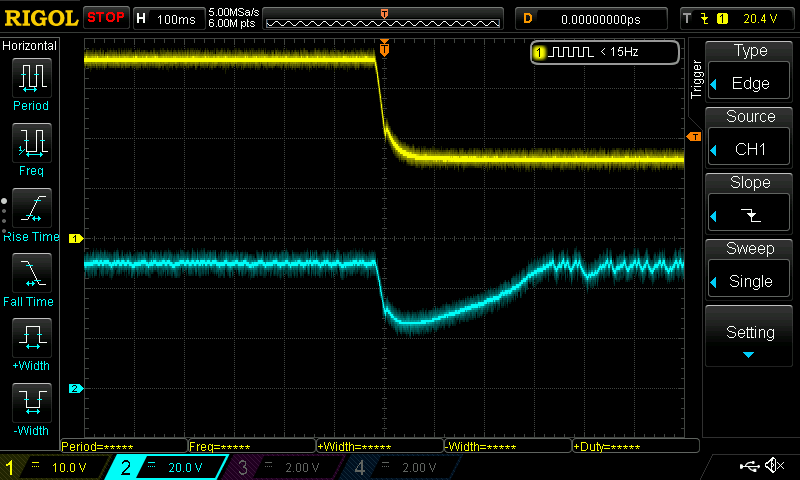 RIGOL STOP H 100ms 5.00MSa/s 6.00M pts T D 0.00000000ps T 1 20.4 V
Horizontal
Period
Freq
Rise Time
Fall Time
+Width
-Width
T
1 < 15Hz
T
1
2
Trigger
Type
Edge
Source
CH1
Slope
Sweep
Single
Setting
Period=***** Freq=***** +Width=***** -Width=***** +Duty=*****
1 10.0 V 2 20.0 V 3 2.00 V 4 2.00 V